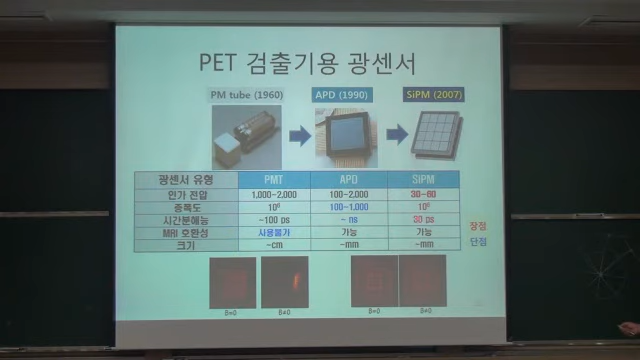 PET 검출기용 광센서
PM tube (1960) APD (1990) SiPM (2007)
광센서 유형 PMT APD SiPM
인가 전압 1,000~2,000 100~2,000 30~60
증폭도 10⁶ 100~1,000 10⁶
시간분해능 ~100 ps ~ ns 30 ps
MRI 호환성 사용불가 가능 가능
크기 ~cm ~mm ~mm
장점
단점
B=0 B≠0 B=0 B≠0